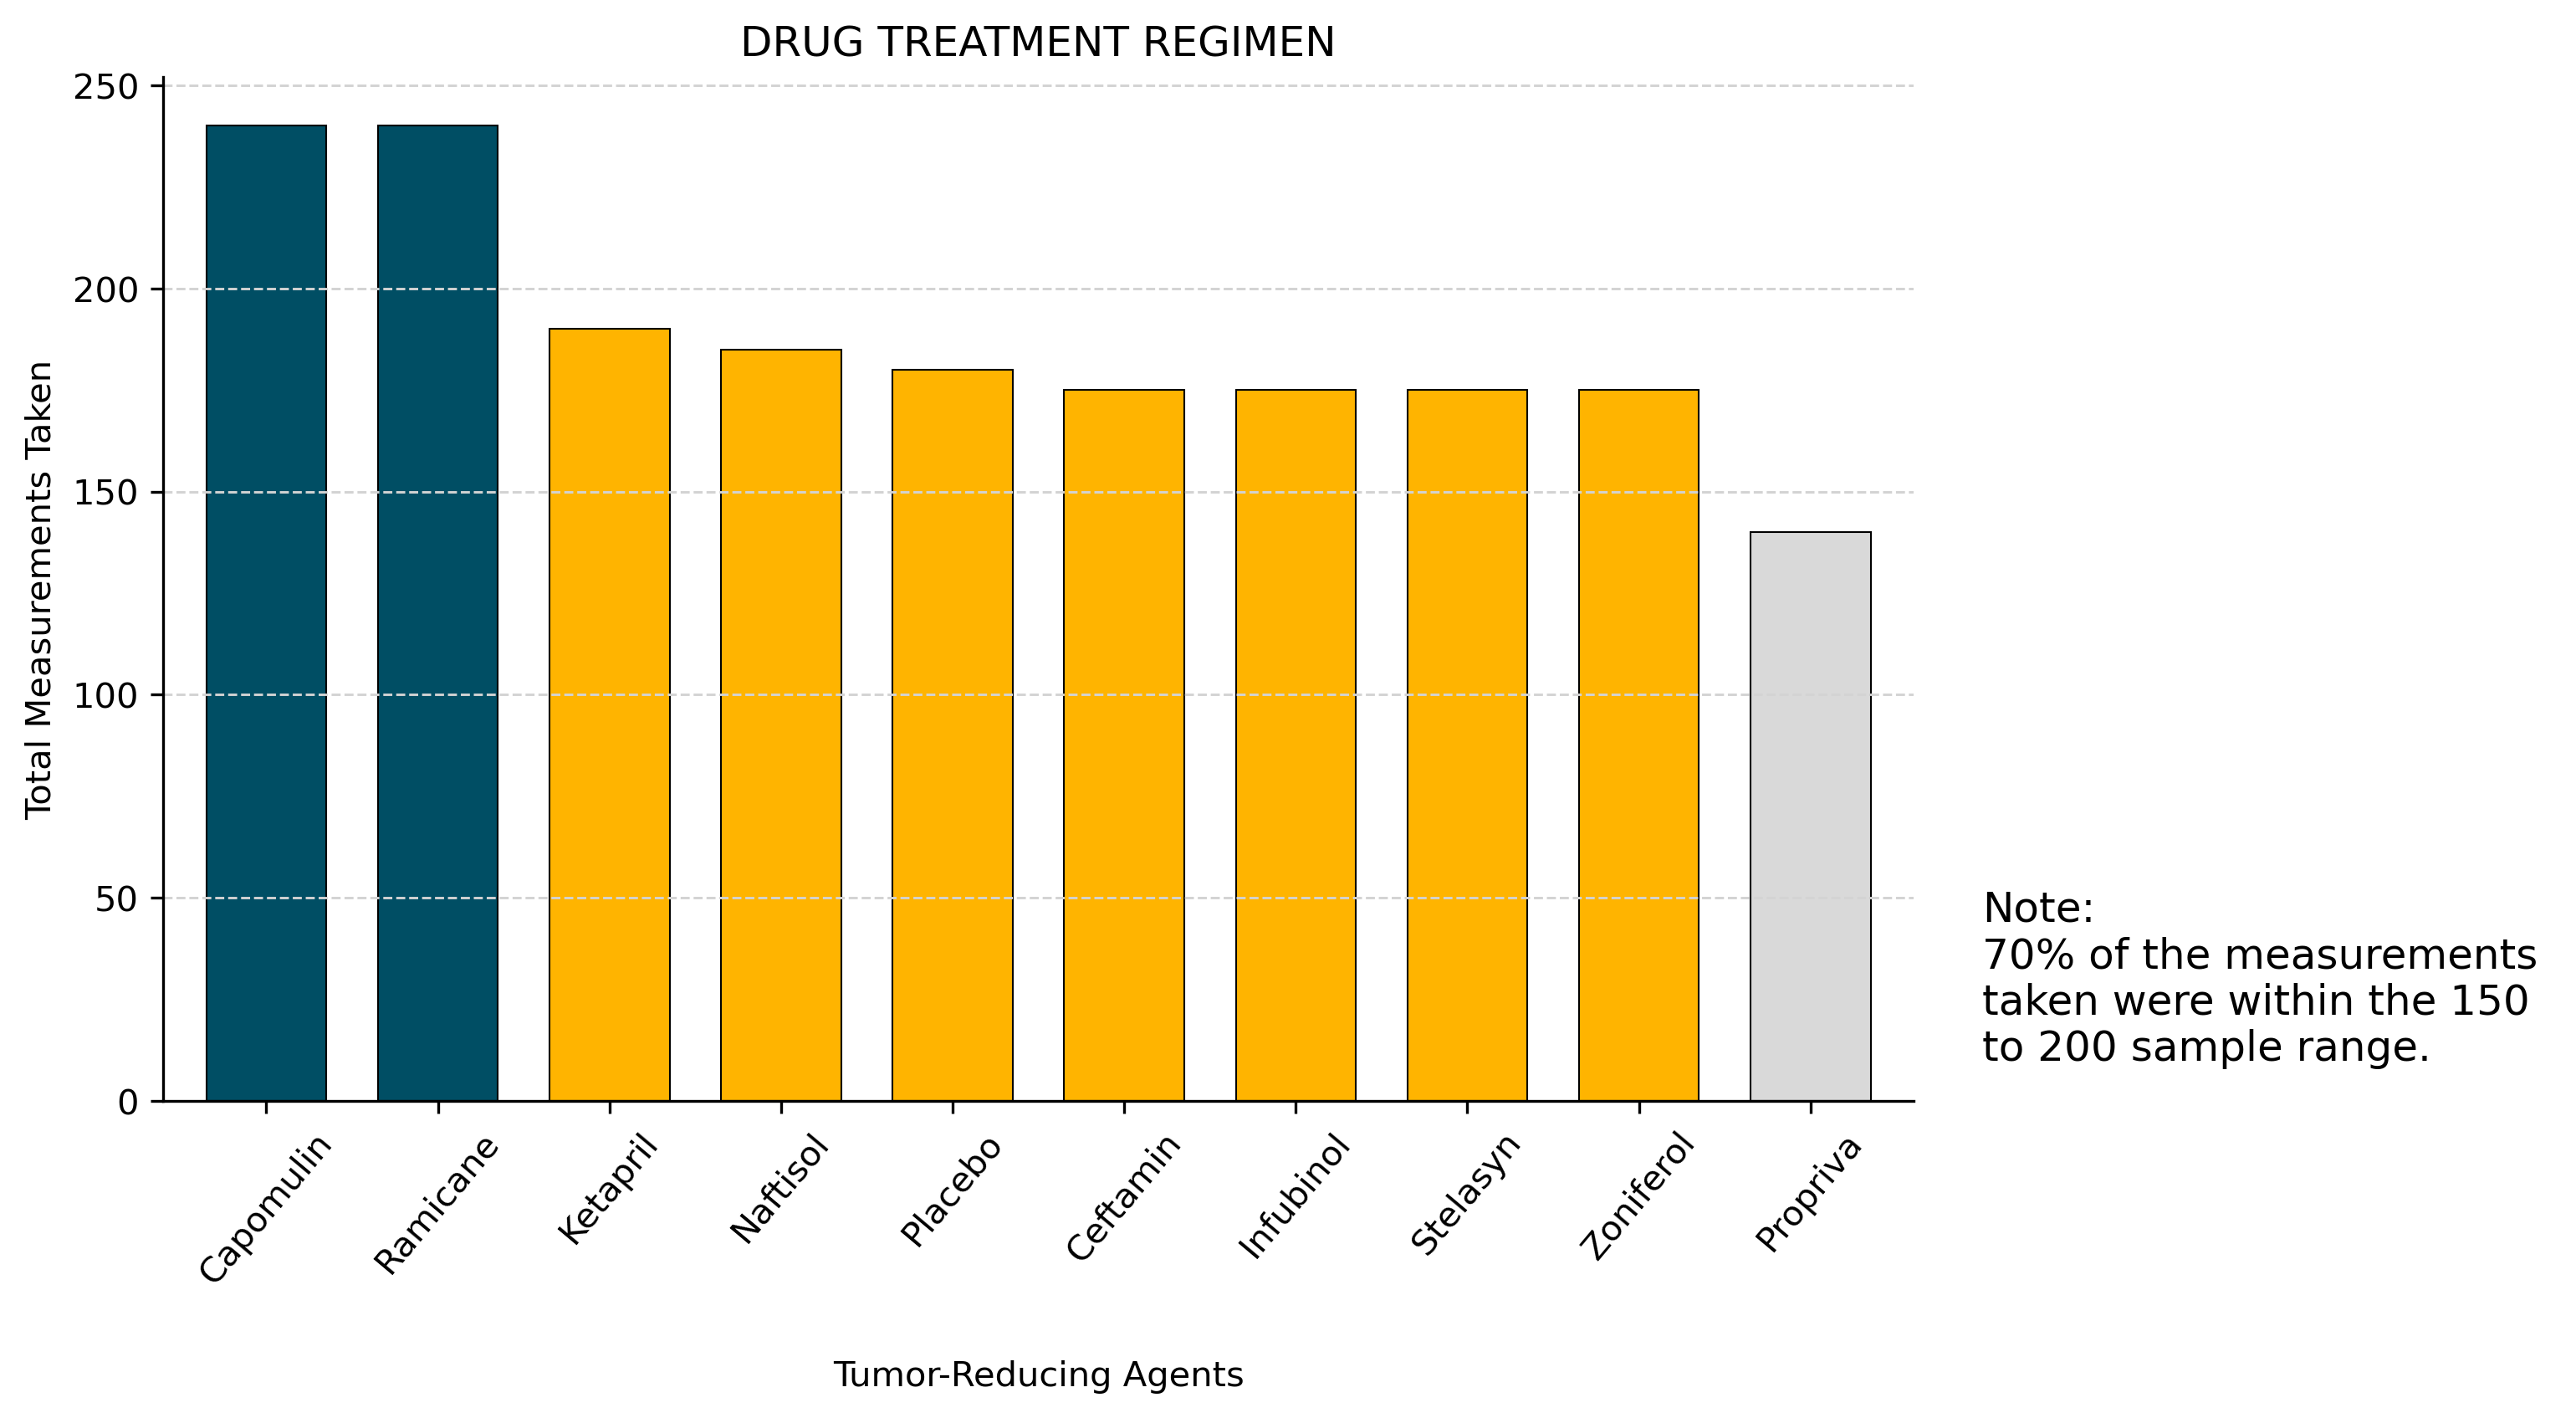 DRUG TREATMENT REGIMEN
250
200
150
100
50
0
Total Measurements Taken
Capomulin
Ramicane
Ketapril
Naftisol
Placebo
Ceftamin
Infubinol
Stelasyn
Zoniferol
Propriva
Tumor-Reducing Agents
Note:
70% of the measurements
taken were within the 150
to 200 sample range.